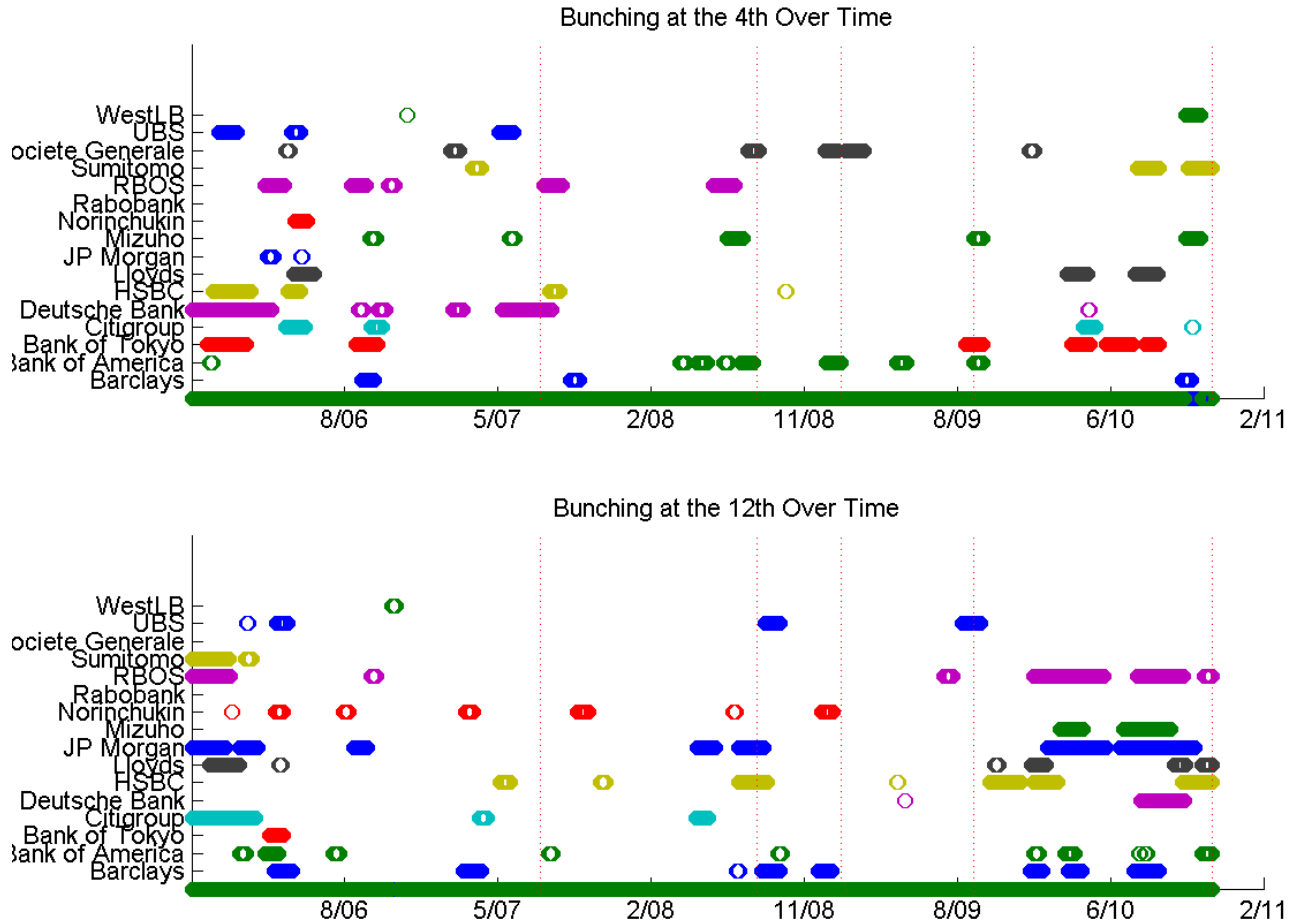 Bunching at the 4th Over Time
WestLB
UBS
ociete Generale
Sumitomo
RBOS
Rabobank
Norinchukin
Mizuho
JP Morgan
Lloyds
HSBC
Deutsche Bank
Citigroup
Bank of Tokyo
Bank of America
Barclays
8/06 5/07 2/08 11/08 8/09 6/10 2/11
Bunching at the 12th Over Time
WestLB
UBS
ociete Generale
Sumitomo
RBOS
Rabobank
Norinchukin
Mizuho
JP Morgan
Lloyds
HSBC
Deutsche Bank
Citigroup
Bank of Tokyo
Bank of America
Barclays
8/06 5/07 2/08 11/08 8/09 6/10 2/11